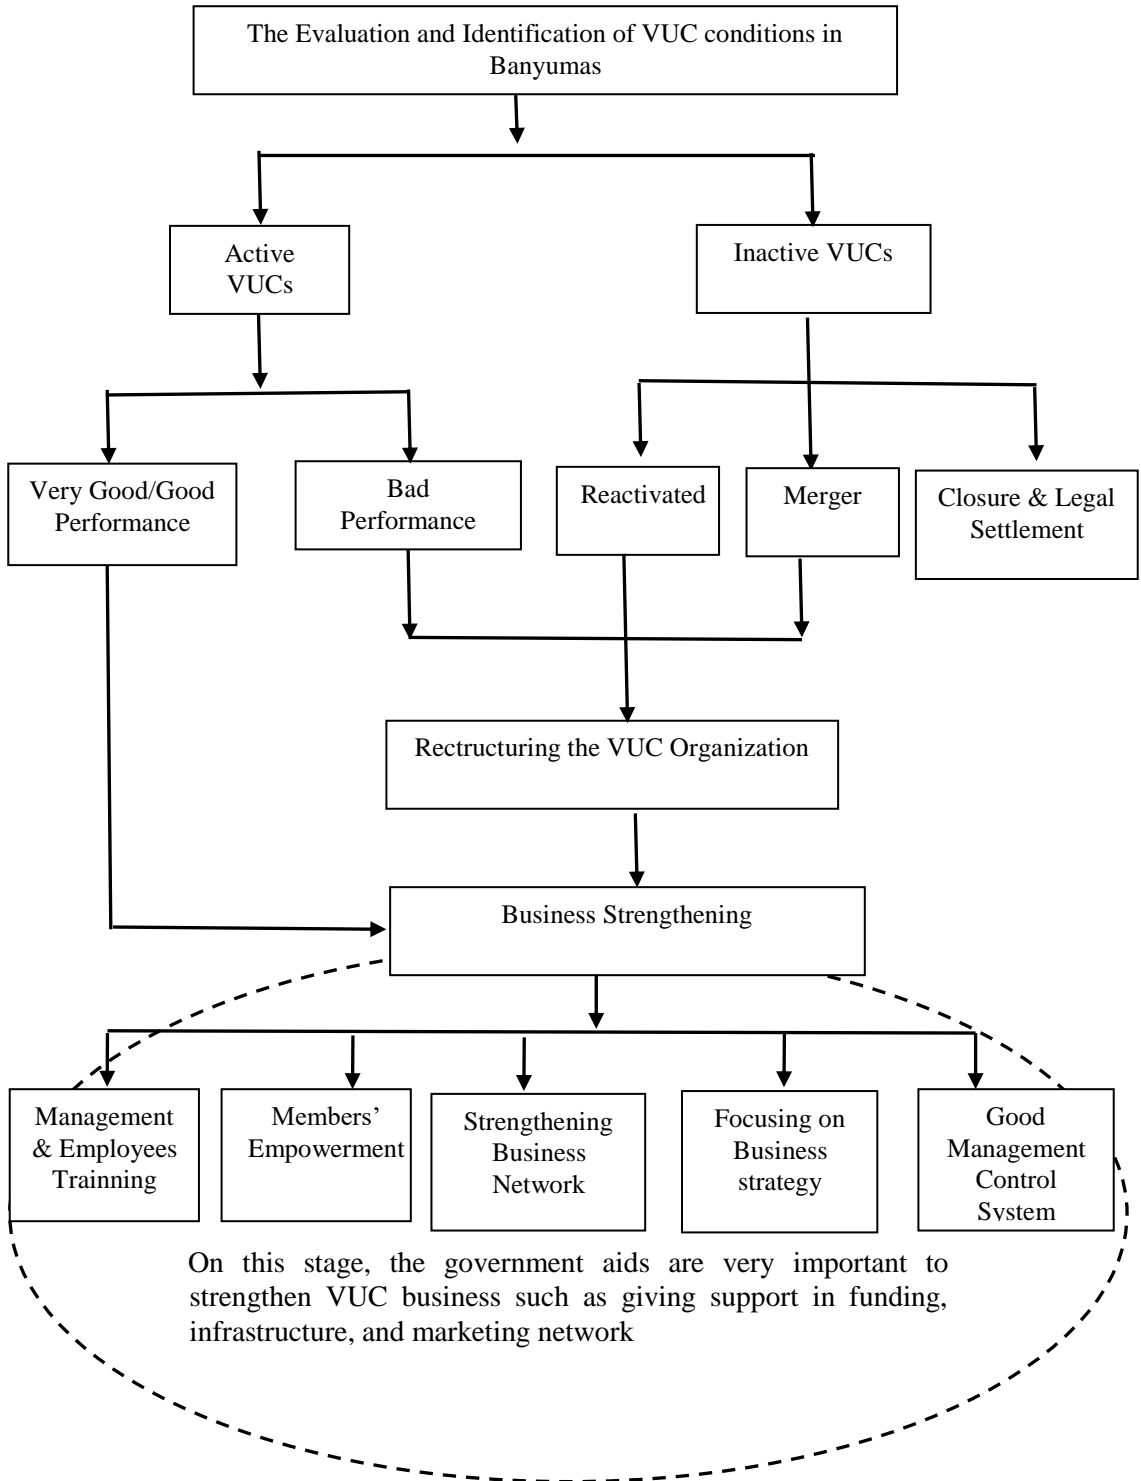 The Evaluation and Identification of VUC conditions in
Banyumas
Active
VUCs
Inactive VUCs
Very Good/Good
Performance
Bad
Performance
Reactivated
Merger
Closure & Legal
Settlement
Rectructuring the VUC Organization
Business Strengthening
Management
& Employees
Trainning
Members’
Empowerment
Strengthening
Business
Network
Focusing on
Business
strategy
Good
Management
Control
System
On this stage, the government aids are very important to
strengthen VUC business such as giving support in funding,
infrastructure, and marketing network